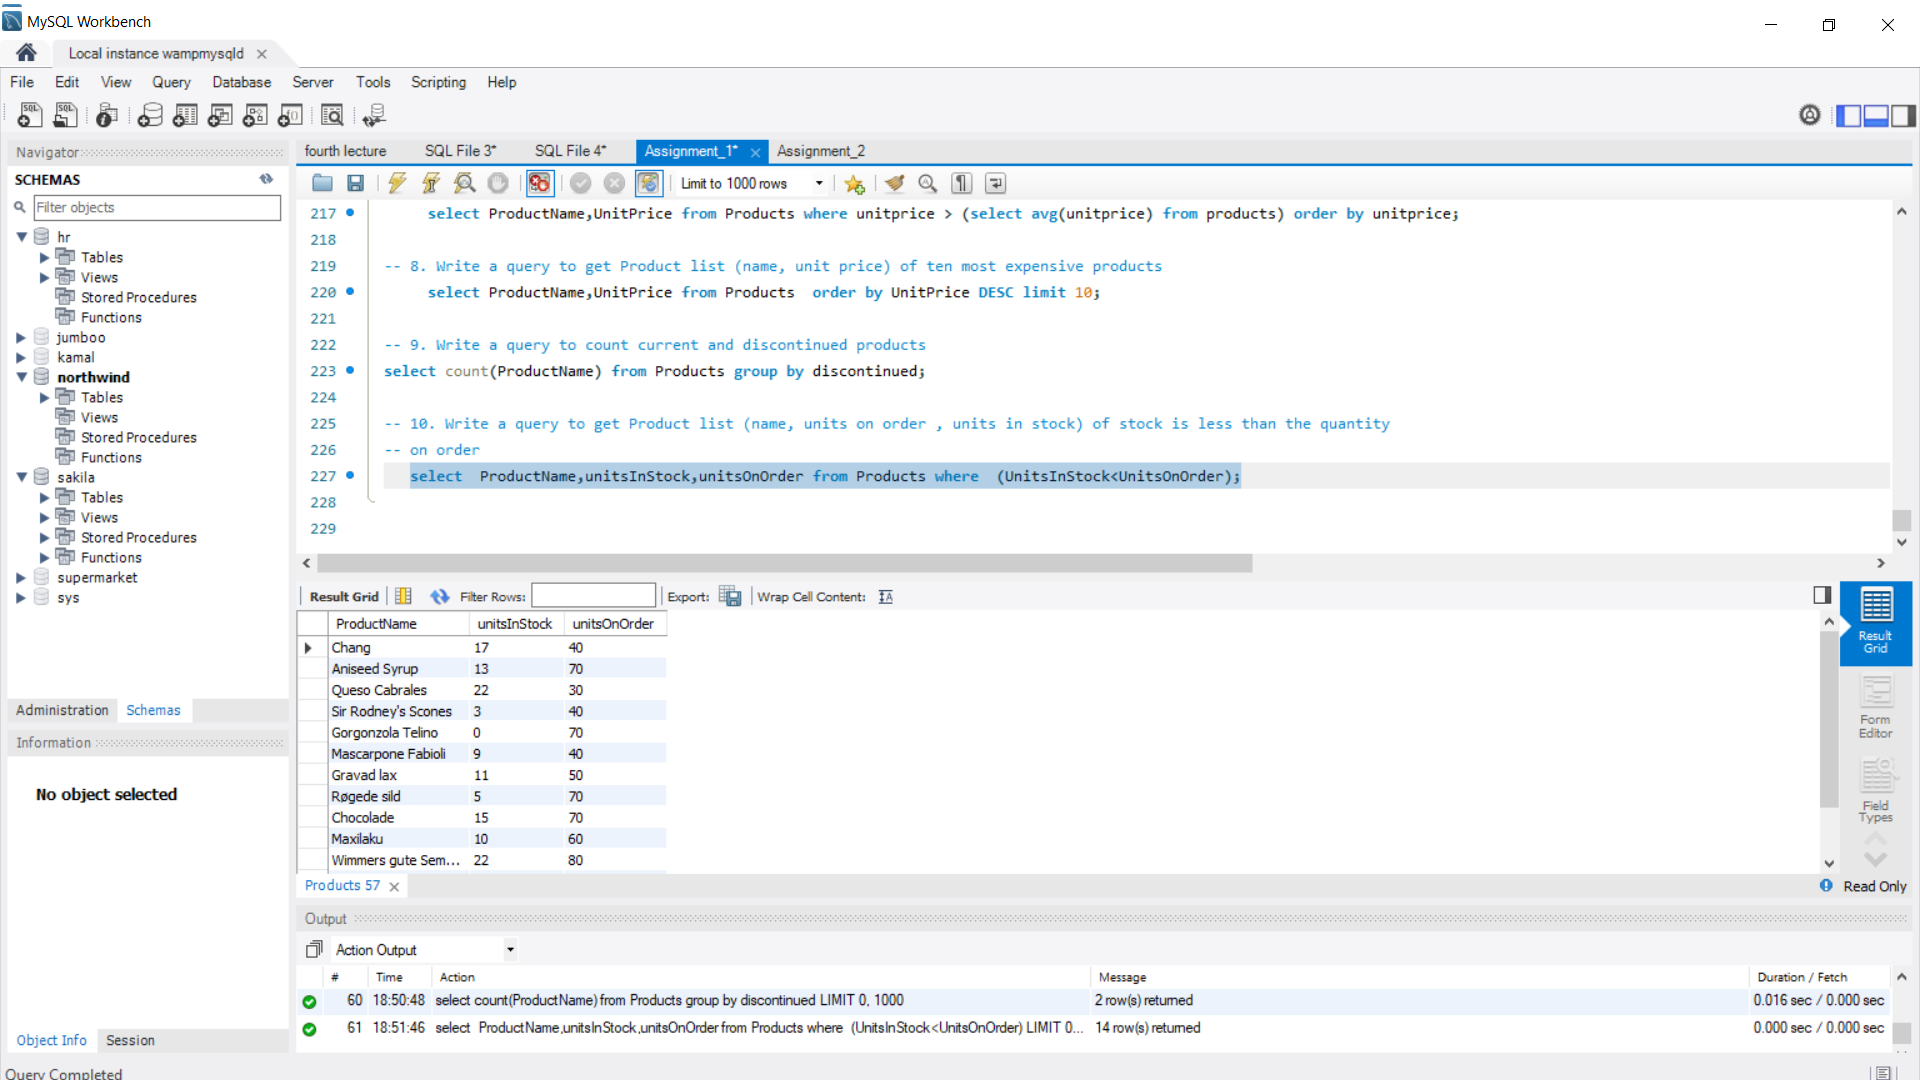 MySQL Workbench
Local instance wampmysqld
File Edit View Query Database Server Tools Scripting Help
Navigator
SCHEMAS
Filter objects
hr
Tables
Views
Stored Procedures
Functions
jumboo
kamal
northwind
Tables
Views
Stored Procedures
Functions
sakila
Tables
Views
Stored Procedures
Functions
supermarket
sys
Administration Schemas
Information
No object selected
Object Info Session
fourth lecture SQL File 3* SQL File 4* Assignment_1* Assignment_2
Limit to 1000 rows
217 select ProductName,UnitPrice from Products where unitprice > (select avg(unitprice) from products) order by unitprice;
218
219 -- 8. Write a query to get Product list (name, unit price) of ten most expensive products
220 select ProductName,UnitPrice from Products order by UnitPrice DESC limit 10;
221
222 -- 9. Write a query to count current and discontinued products
223 select count(ProductName) from Products group by discontinued;
224
225 -- 10. Write a query to get Product list (name, units on order , units in stock) of stock is less than the quantity
226 -- on order
227 select ProductName,unitsInStock,unitsOnOrder from Products where (UnitsInStock<UnitsOnOrder);
228
229
Result Grid Filter Rows: Export: Wrap Cell Content:
ProductName unitsInStock unitsOnOrder
Chang 17 40
Aniseed Syrup 13 70
Queso Cabrales 22 30
Sir Rodney's Scones 3 40
Gorgonzola Telino 0 70
Mascarpone Fabioli 9 40
Gravad lax 11 50
Røgede sild 5 70
Chocolade 15 70
Maxilaku 10 60
Wimmers gute Sem... 22 80
Result
Grid
Form
Editor
Field
Types
Products 57 Read Only
Output
Action Output
# Time Action Message Duration / Fetch
60 18:50:48 select count(ProductName) from Products group by discontinued LIMIT 0, 1000 2 row(s) returned 0.016 sec / 0.000 sec
61 18:51:46 select ProductName,unitsInStock,unitsOnOrder from Products where (UnitsInStock<UnitsOnOrder) LIMIT 0... 14 row(s) returned 0.000 sec / 0.000 sec
Query Completed